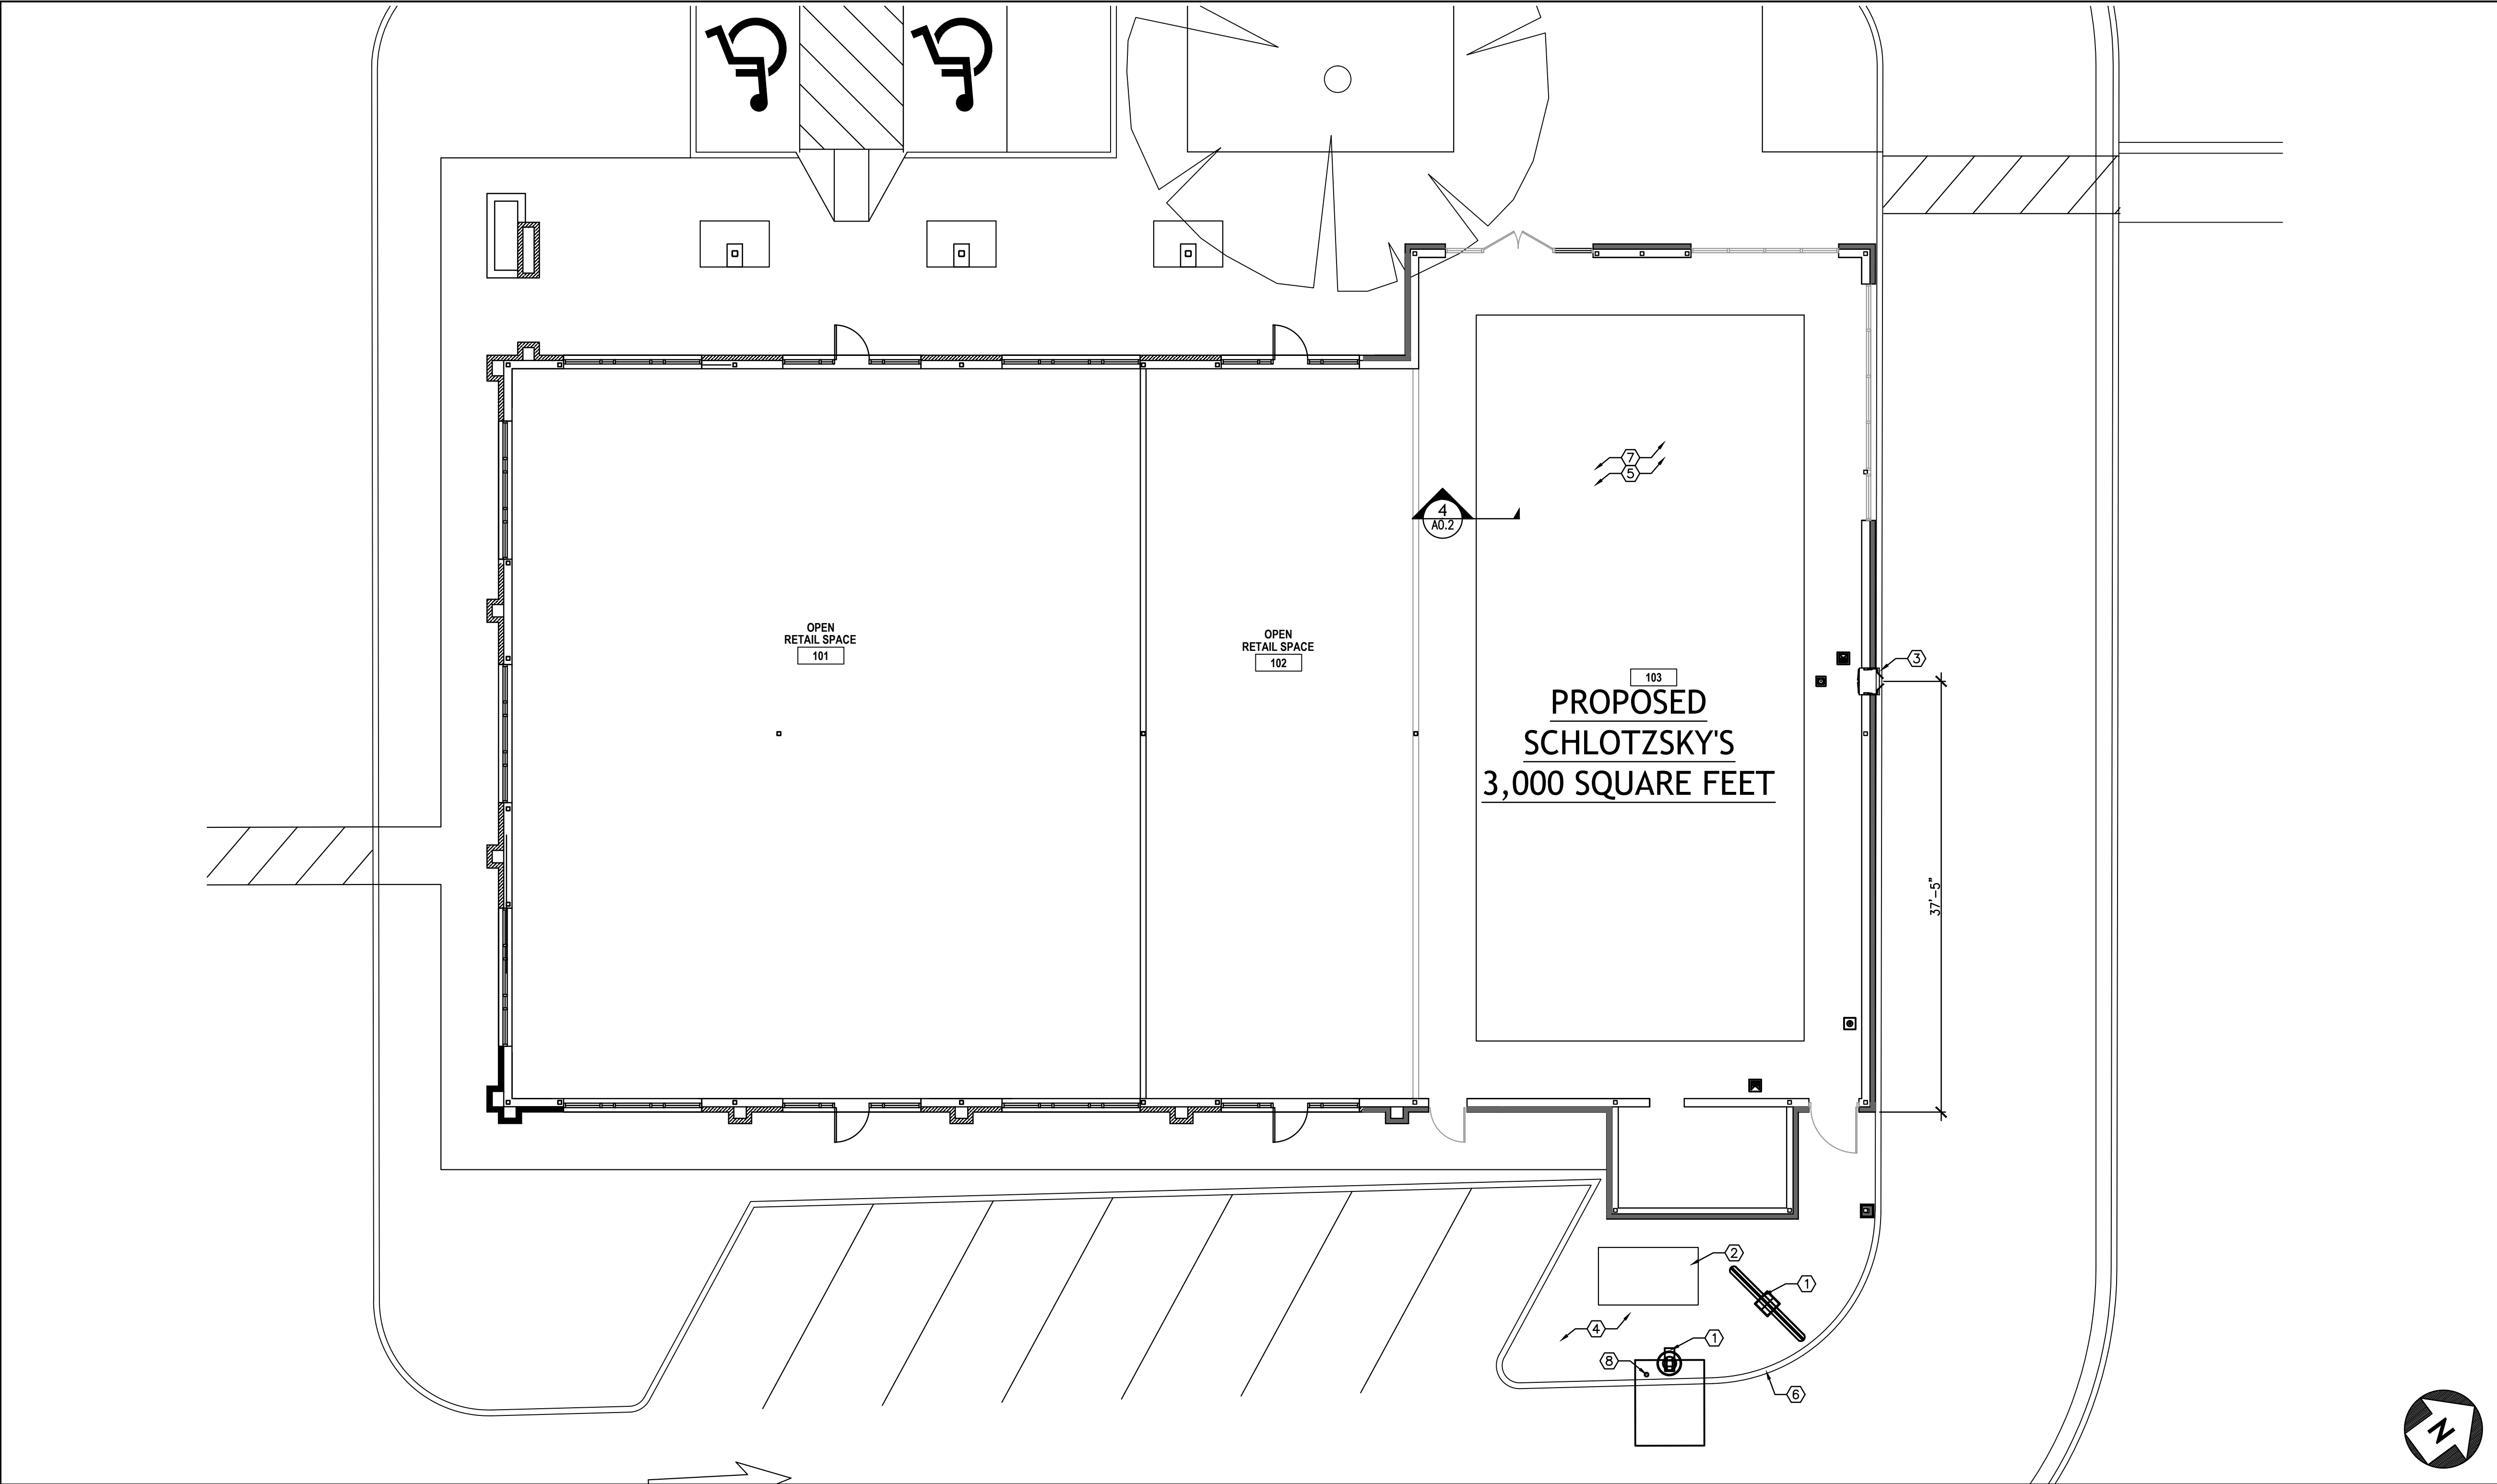 7
5
4
A0.2
OPEN
RETAIL SPACE
101
OPEN
RETAIL SPACE
102
3
103
PROPOSED
SCHLOTZSKY'S
3,000 SQUARE FEET
37'-5"
2
1
4
1
8
6
N